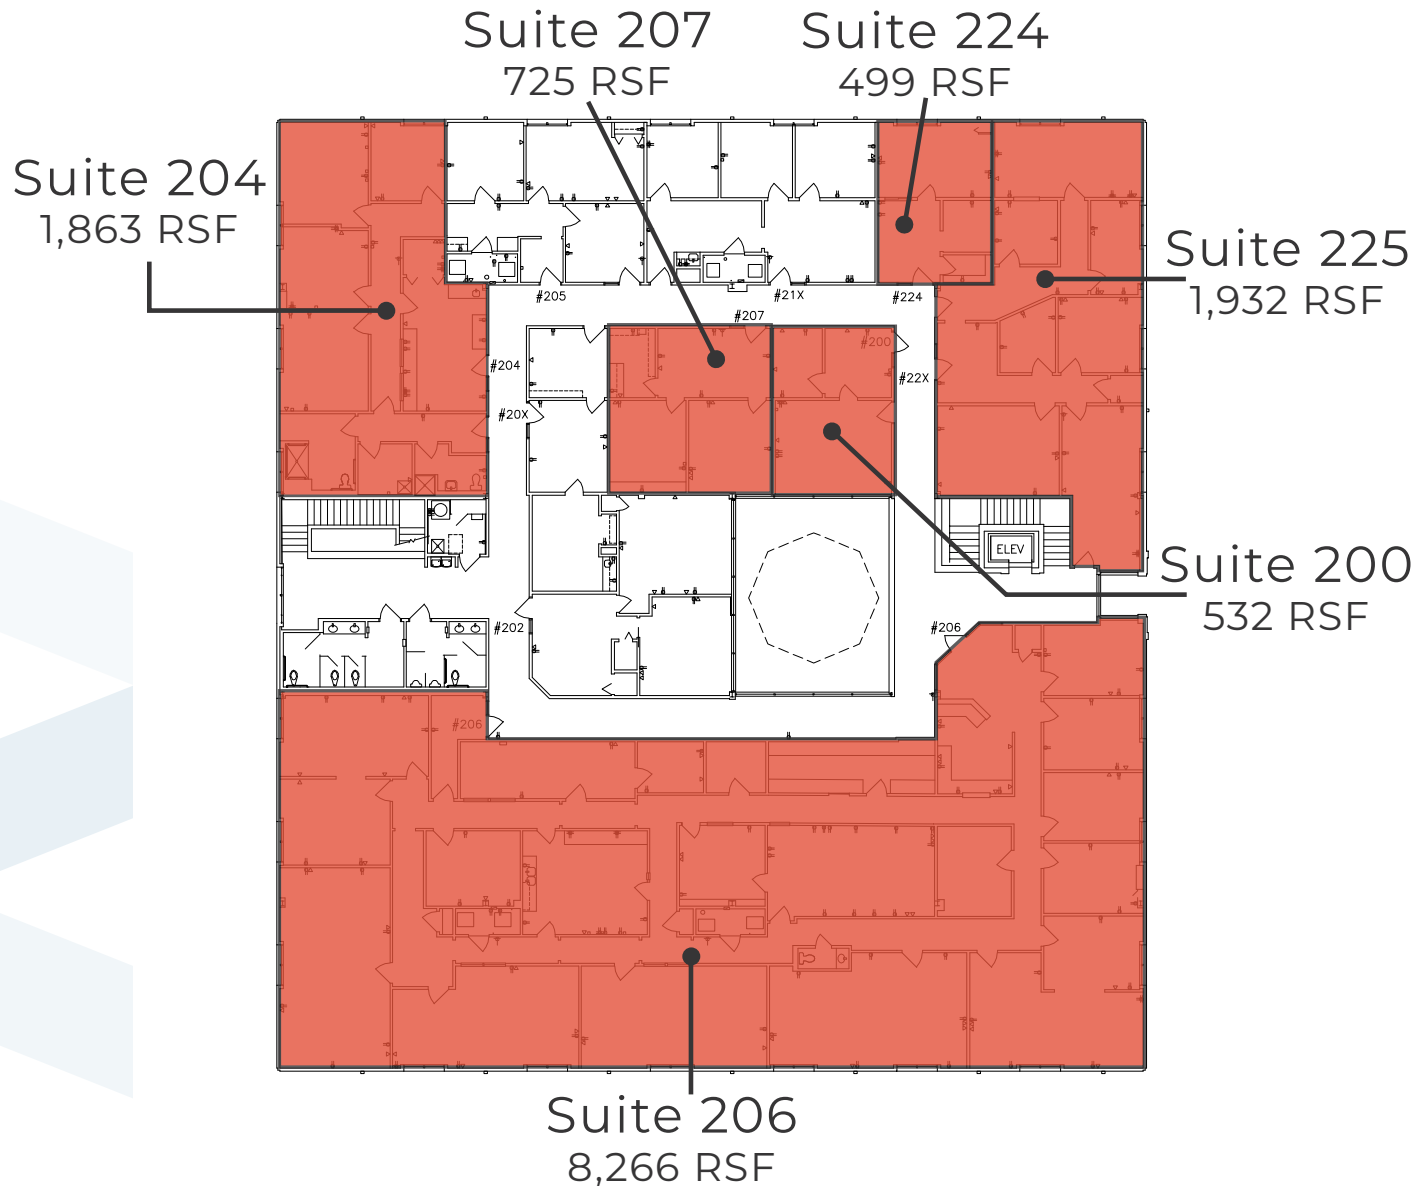 Suite 207
725 RSF
Suite 224
499 RSF
Suite 204
1,863 RSF
Suite 225
1,932 RSF
#205
#21X
#224
#207
#204
#200
#22X
#20X
ELEV
Suite 200
532 RSF
#202
#206
#206
Suite 206
8,266 RSF